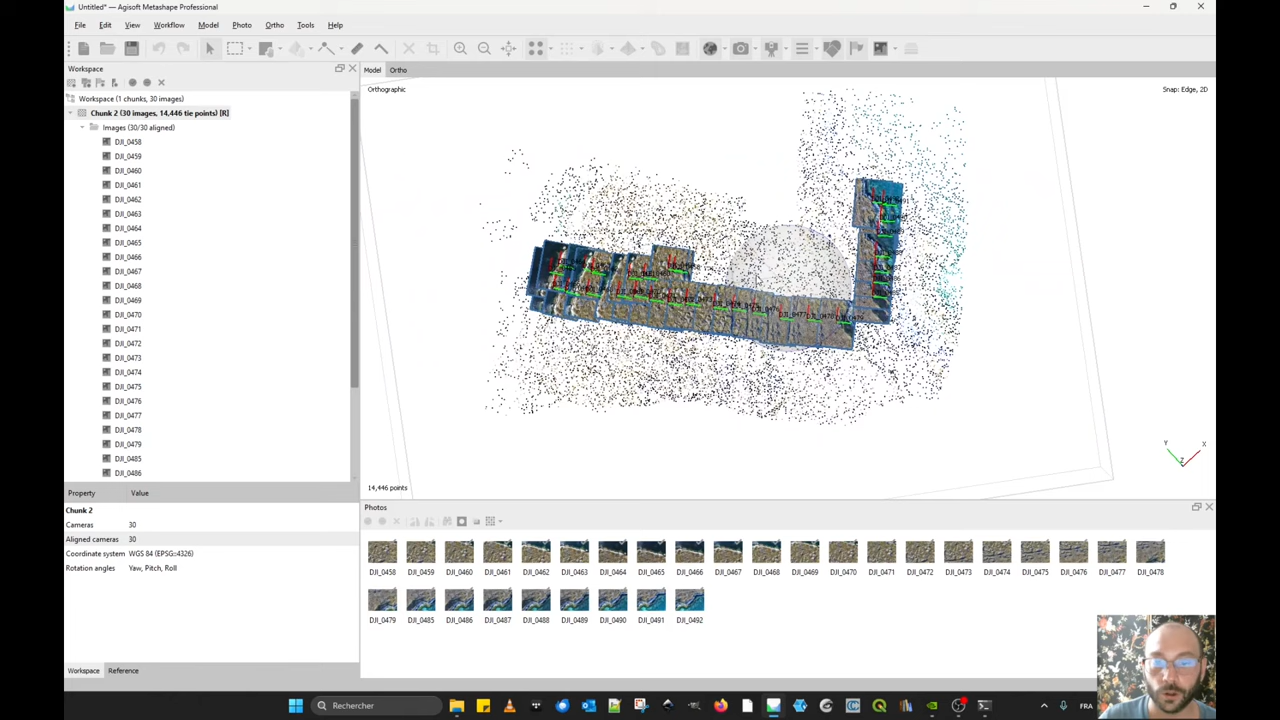 Untitled* — Agisoft Metashape Professional
File Edit View Workflow Model Photo Ortho Tools Help
Workspace
Model Ortho
Orthographic
Snap: Edge, 2D
Workspace (1 chunks, 30 images)
Chunk 2 (30 images, 14,446 tie points) [R]
Images (30/30 aligned)
DJI_0458
DJI_0459
DJI_0460
DJI_0461
DJI_0462
DJI_0463
DJI_0464
DJI_0465
DJI_0466
DJI_0467
DJI_0468
DJI_0469
DJI_0470
DJI_0471
DJI_0472
DJI_0473
DJI_0474
DJI_0475
DJI_0476
DJI_0477
DJI_0478
DJI_0479
DJI_0485
DJI_0486
Y X
Z
14,446 points
Property Value
Chunk 2
Cameras 30
Aligned cameras 30
Coordinate system WGS 84 (EPSG::4326)
Rotation angles Yaw, Pitch, Roll
Photos
DJI_0458 DJI_0459 DJI_0460 DJI_0461 DJI_0462 DJI_0463 DJI_0464 DJI_0465 DJI_0466 DJI_0467 DJI_0468 DJI_0469 DJI_0470 DJI_0471 DJI_0472 DJI_0473 DJI_0474 DJI_0475 DJI_0476 DJI_0477 DJI_0478
DJI_0479 DJI_0485 DJI_0486 DJI_0487 DJI_0488 DJI_0489 DJI_0490 DJI_0491 DJI_0492
Workspace Reference
Rechercher
FRA